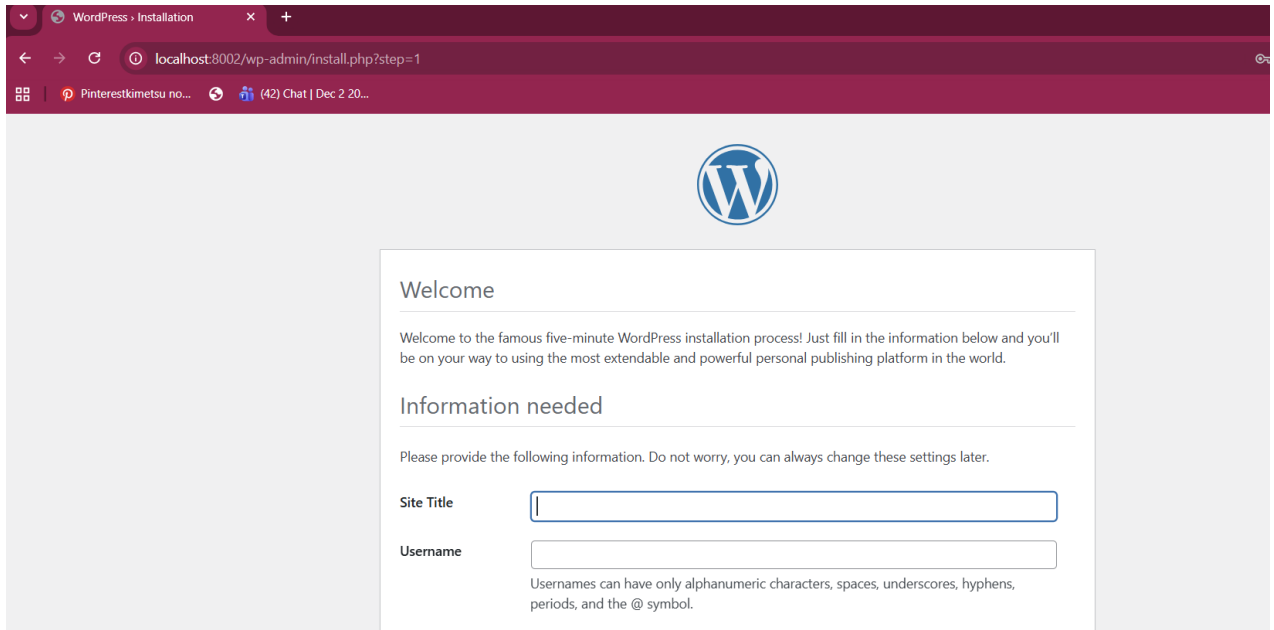 WordPress › Installation
localhost:8002/wp-admin/install.php?step=1
Pinterestkimetsu no...
(42) Chat | Dec 2 20...
Welcome
Welcome to the famous five-minute WordPress installation process! Just fill in the information below and you'll
be on your way to using the most extendable and powerful personal publishing platform in the world.
Information needed
Please provide the following information. Do not worry, you can always change these settings later.
Site Title
Username
Usernames can have only alphanumeric characters, spaces, underscores, hyphens,
periods, and the @ symbol.